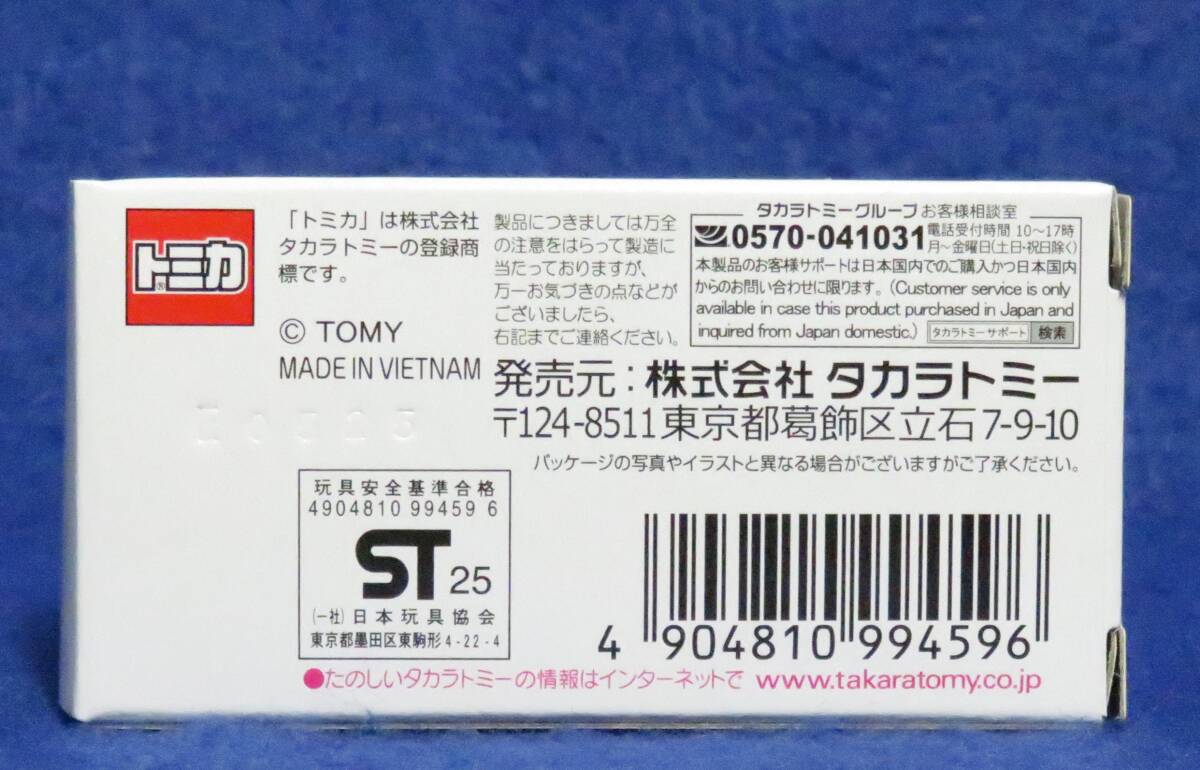 トミカ®
「トミカ」は株式会社
タカラトミーの登録商
標です。
© TOMY
MADE IN VIETNAM
製品につきましては万全
の注意をはらって製造に
当たっておりますが、
万一お気づきの点などが
ございましたら、
右記までご連絡ください。
タカラトミーグループ お客様相談室
0570-041031 電話受付時間 10〜17時
月〜金曜日(土日・祝日除く)
本製品のお客様サポートは日本国内でのご購入かつ日本国内
からのお問い合わせに限ります。(Customer service is only
available in case this product purchased in Japan and
inquired from Japan domestic.) タカラトミーサポート 検索
発売元：株式会社 タカラトミー
〒124-8511 東京都葛飾区立石7-9-10
パッケージの写真やイラストと異なる場合がございますがご了承ください。
玩具安全基準合格
4904810 99459 6
ST 25
(一社)日本玩具協会
東京都墨田区東駒形4-22-4
4 904810 994596
●たのしいタカラトミーの情報はインターネットで www.takaratomy.co.jp